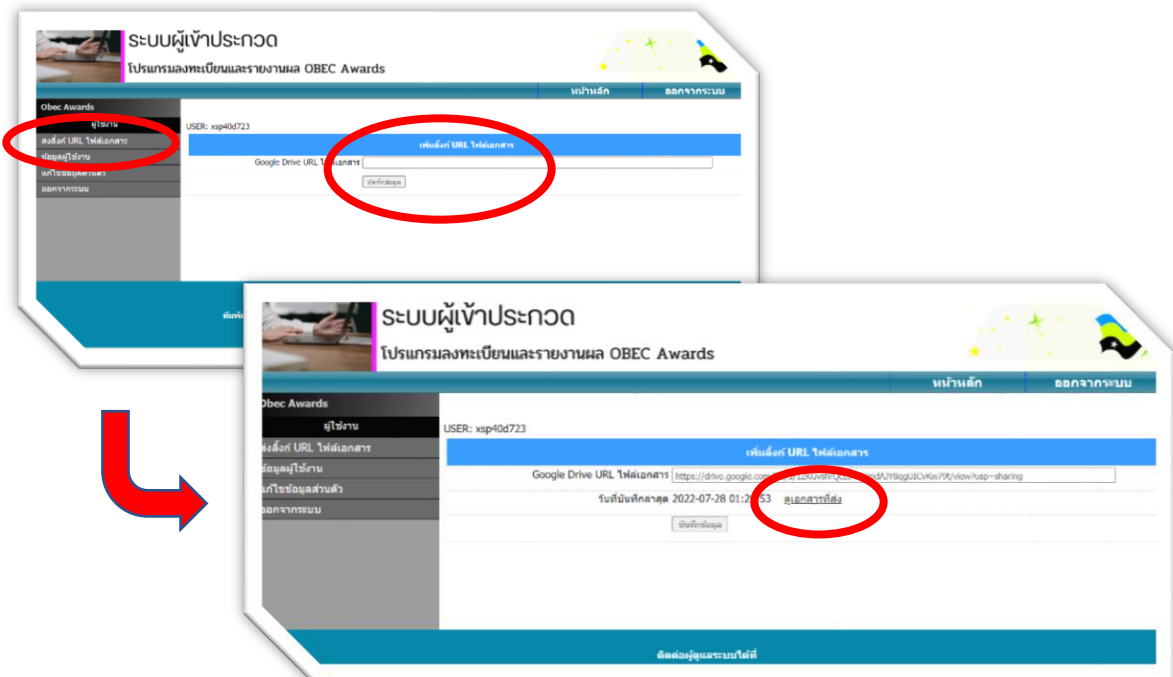 ระบบผู้เข้าประกวด
โปรแกรมลงทะเบียนและรายงานผล OBEC Awards
หน้าหลัก ออกจากระบบ
Obec Awards
ผู้ใช้งาน
ส่งลิ้งก์ URL ไฟล์เอกสาร
ข้อมูลผู้ใช้งาน
แก้ไขข้อมูลส่วนตัว
ออกจากระบบ
USER: xsp40d723
เพิ่มลิ้งก์ URL ไฟล์เอกสาร
Google Drive URL ไฟล์เอกสาร
บันทึกข้อมูล
ระบบผู้เข้าประกวด
โปรแกรมลงทะเบียนและรายงานผล OBEC Awards
หน้าหลัก ออกจากระบบ
Obec Awards
ผู้ใช้งาน
ส่งลิ้งก์ URL ไฟล์เอกสาร
ข้อมูลผู้ใช้งาน
แก้ไขข้อมูลส่วนตัว
ออกจากระบบ
USER: xsp40d723
เพิ่มลิ้งก์ URL ไฟล์เอกสาร
Google Drive URL ไฟล์เอกสาร
วันที่บันทึกล่าสุด 2022-07-28 ดูเอกสารที่ส่ง
บันทึกข้อมูล
ติดต่อผู้ดูแลระบบได้ที่